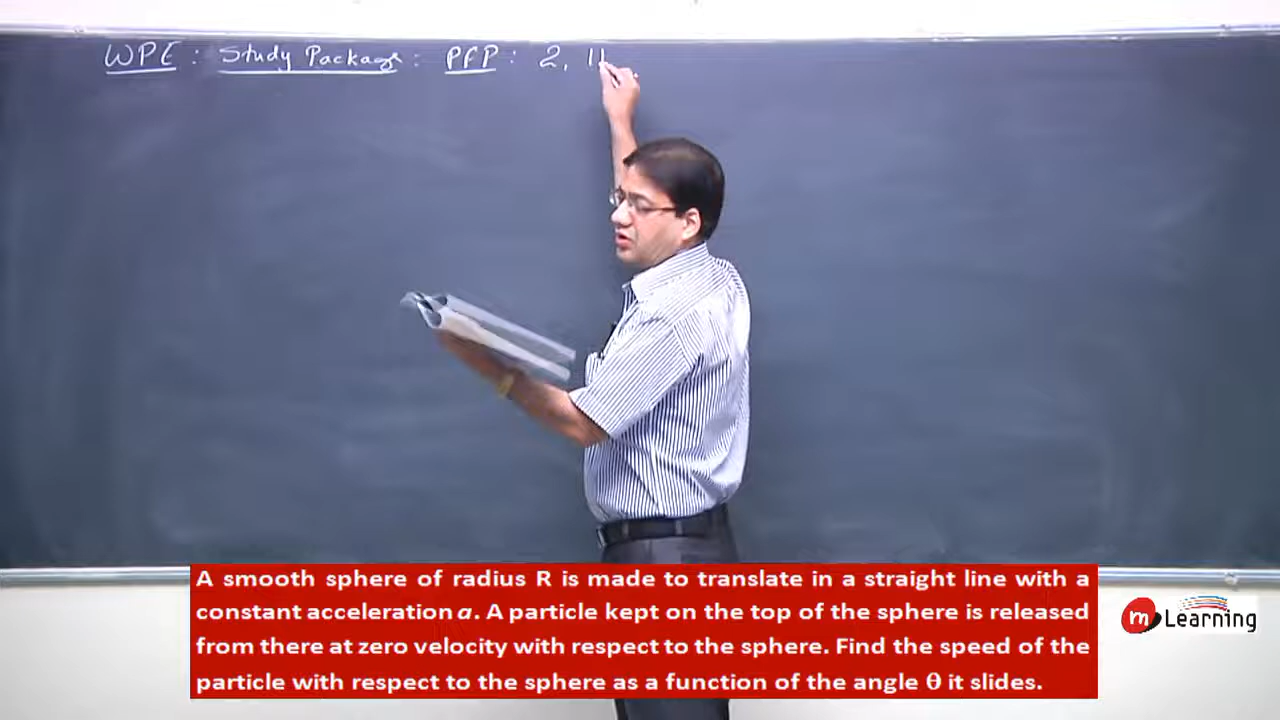 WPE : Study Package : PFP : 2, 11
A smooth sphere of radius R is made to translate in a straight line with a
constant acceleration a. A particle kept on the top of the sphere is released
from there at zero velocity with respect to the sphere. Find the speed of the
particle with respect to the sphere as a function of the angle θ it slides.
m Learning